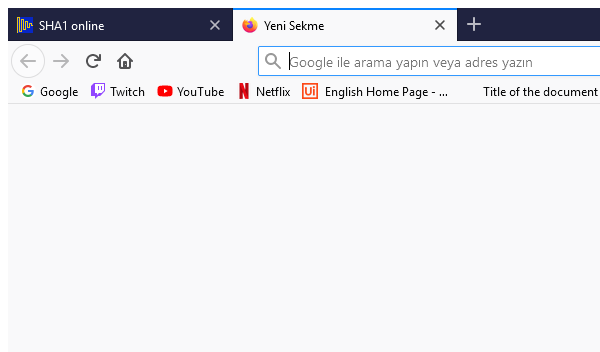 SHA1 online Yeni Sekme
Google ile arama yapın veya adres yazın
Google Twitch YouTube Netflix Ui English Home Page - ... Title of the document